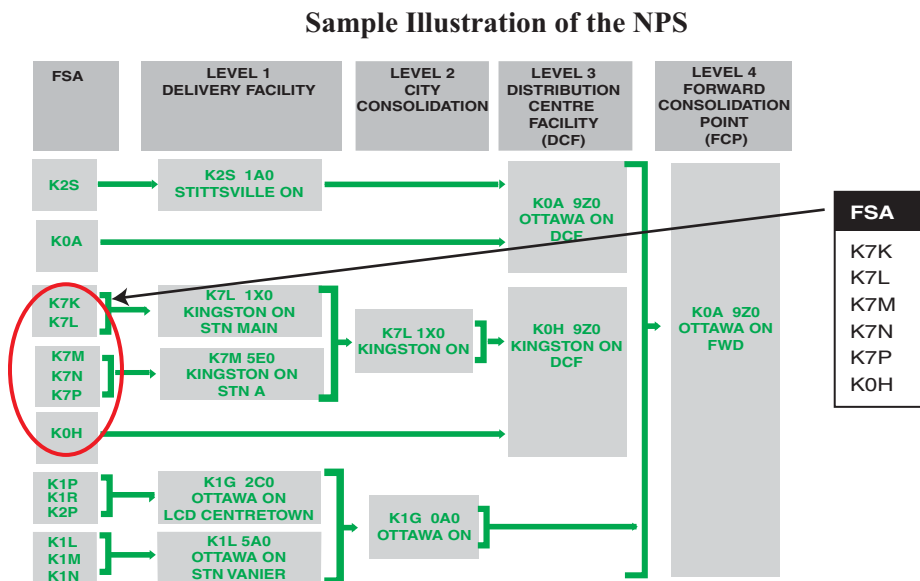 Sample Illustration of the NPS
FSA
LEVEL 1
DELIVERY FACILITY
LEVEL 2
CITY
CONSOLIDATION
LEVEL 3
DISTRIBUTION
CENTRE
FACILITY
(DCF)
LEVEL 4
FORWARD
CONSOLIDATION
POINT
(FCP)
K2S
K2S 1A0
STITTSVILLE ON
K0A
K0A 9Z0
OTTAWA ON
DCF
K7K
K7L
K7L 1X0
KINGSTON ON
STN MAIN
K7M
K7N
K7P
K7M 5E0
KINGSTON ON
STN A
K7L 1X0
KINGSTON ON
K0H 9Z0
KINGSTON ON
DCF
K0H
K0A 9Z0
OTTAWA ON
FWD
K1P
K1R
K2P
K1G 2C0
OTTAWA ON
LCD CENTRETOWN
K1L
K1M
K1N
K1L 5A0
OTTAWA ON
STN VANIER
K1G 0A0
OTTAWA ON
FSA
K7K
K7L
K7M
K7N
K7P
K0H